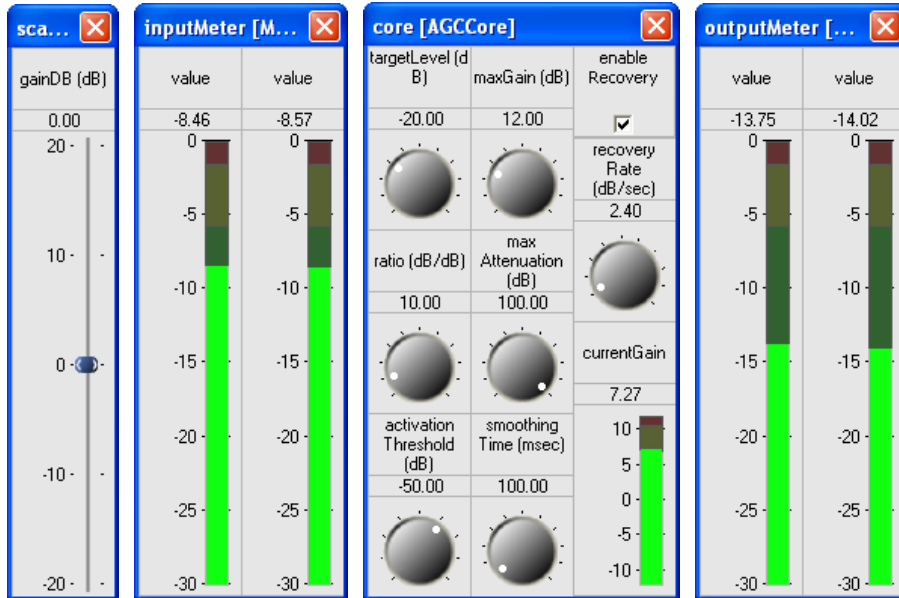 sca...
gainDB (dB)
0.00
20
10
0
-10
-20
inputMeter [M...
value
value
-8.46
-8.57
0
0
-5
-5
-10
-10
-15
-15
-20
-20
-25
-25
-30
-30
core [AGCCore]
targetLevel (d
B)
-20.00
maxGain (dB)
12.00
enable
Recovery
recovery
Rate
(dB/sec)
2.40
ratio (dB/dB)
10.00
max
Attenuation
(dB)
100.00
currentGain
7.27
10
5
0
-5
-10
activation
Threshold
(dB)
-50.00
smoothing
Time (msec)
100.00
outputMeter [...
value
value
-13.75
-14.02
0
0
-5
-5
-10
-10
-15
-15
-20
-20
-25
-25
-30
-30